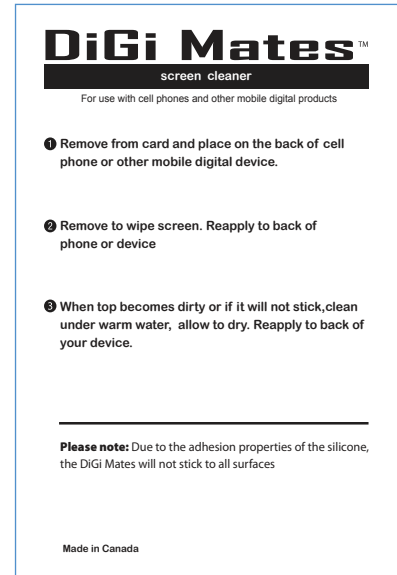 DiGi Mates™
screen cleaner
For use with cell phones and other mobile digital products
❶ Remove from card and place on the back of cell
phone or other mobile digital device.
❷ Remove to wipe screen. Reapply to back of
phone or device
❸ When top becomes dirty or if it will not stick,clean
under warm water, allow to dry. Reapply to back of
your device.
Please note: Due to the adhesion properties of the silicone,
the DiGi Mates will not stick to all surfaces
Made in Canada